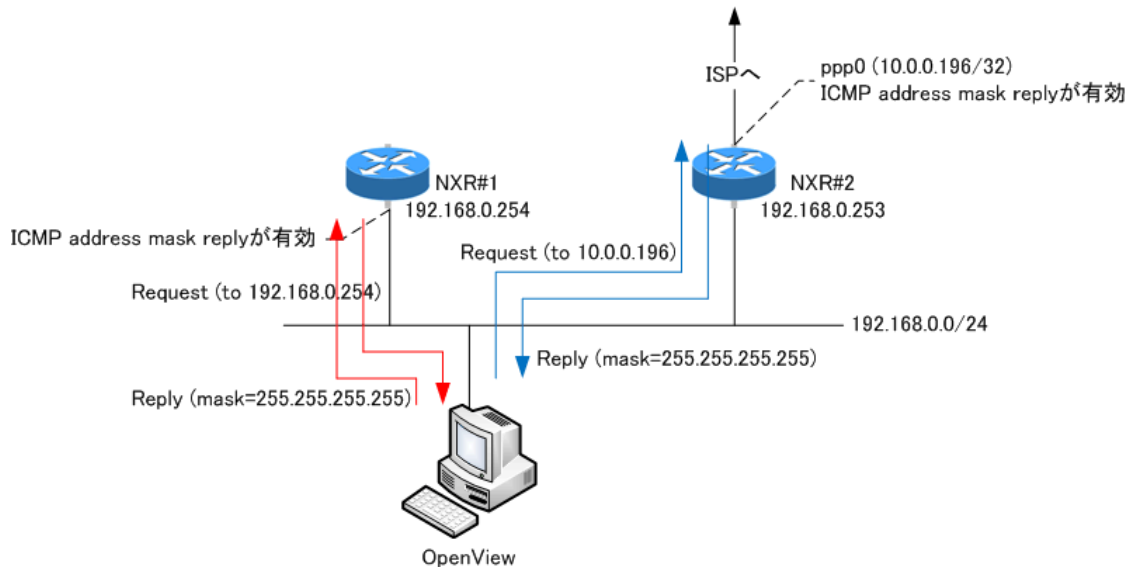 ISPへ
ppp0 (10.0.0.196/32)
ICMP address mask replyが有効
NXR#1
192.168.0.254
NXR#2
192.168.0.253
ICMP address mask replyが有効
Request (to 10.0.0.196)
Request (to 192.168.0.254)
192.168.0.0/24
Reply (mask=255.255.255.255)
Reply (mask=255.255.255.255)
OpenView